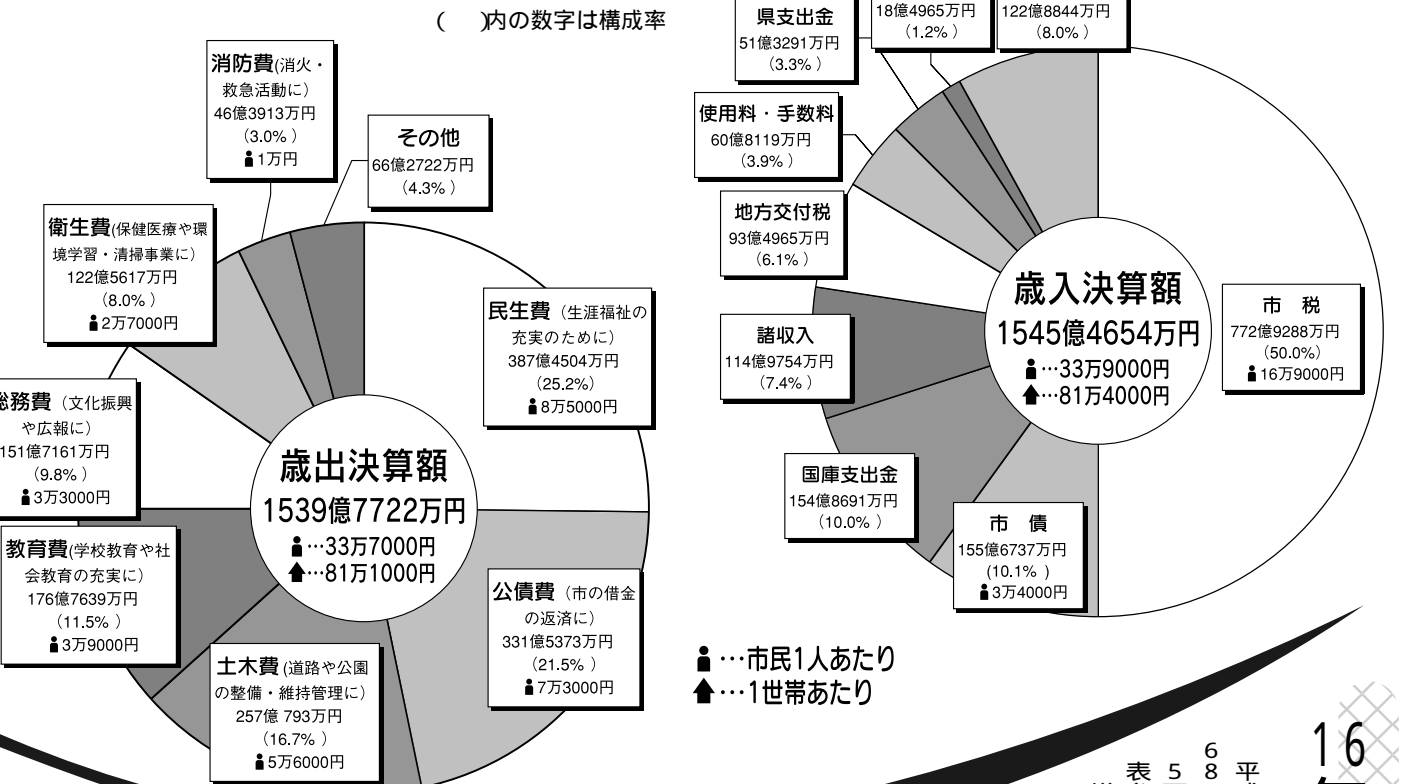 (　)内の数字は構成率
消防費(消火・
救急活動に)
46億3913万円
(3.0%)
1万円
その他
66億2722万円
(4.3%)
衛生費(保健医療や環
境学習・清掃事業に)
122億5617万円
(8.0%)
2万7000円
民生費(生涯福祉の
充実のために)
387億4504万円
(25.2%)
8万5000円
総務費(文化振興
や広報に)
151億7161万円
(9.8%)
3万3000円
歳出決算額
1539億7722万円
…33万7000円
…81万1000円
教育費(学校教育や社
会教育の充実に)
176億7639万円
(11.5%)
3万9000円
公債費(市の借金
の返済に)
331億5373万円
(21.5%)
7万3000円
土木費(道路や公園
の整備・維持管理に)
257億 793万円
(16.7%)
5万6000円
県支出金
51億3291万円
(3.3%)
18億4965万円
(1.2%)
122億8844万円
(8.0%)
使用料・手数料
60億8119万円
(3.9%)
地方交付税
93億4965万円
(6.1%)
諸収入
114億9754万円
(7.4%)
歳入決算額
1545億4654万円
…33万9000円
…81万4000円
市　税
772億9288万円
(50.0%)
16万9000円
国庫支出金
154億8691万円
(10.0%)
市　債
155億6737万円
(10.1%)
3万4000円
…市民1人あたり
…1世帯あたり
16
平
68
5
表